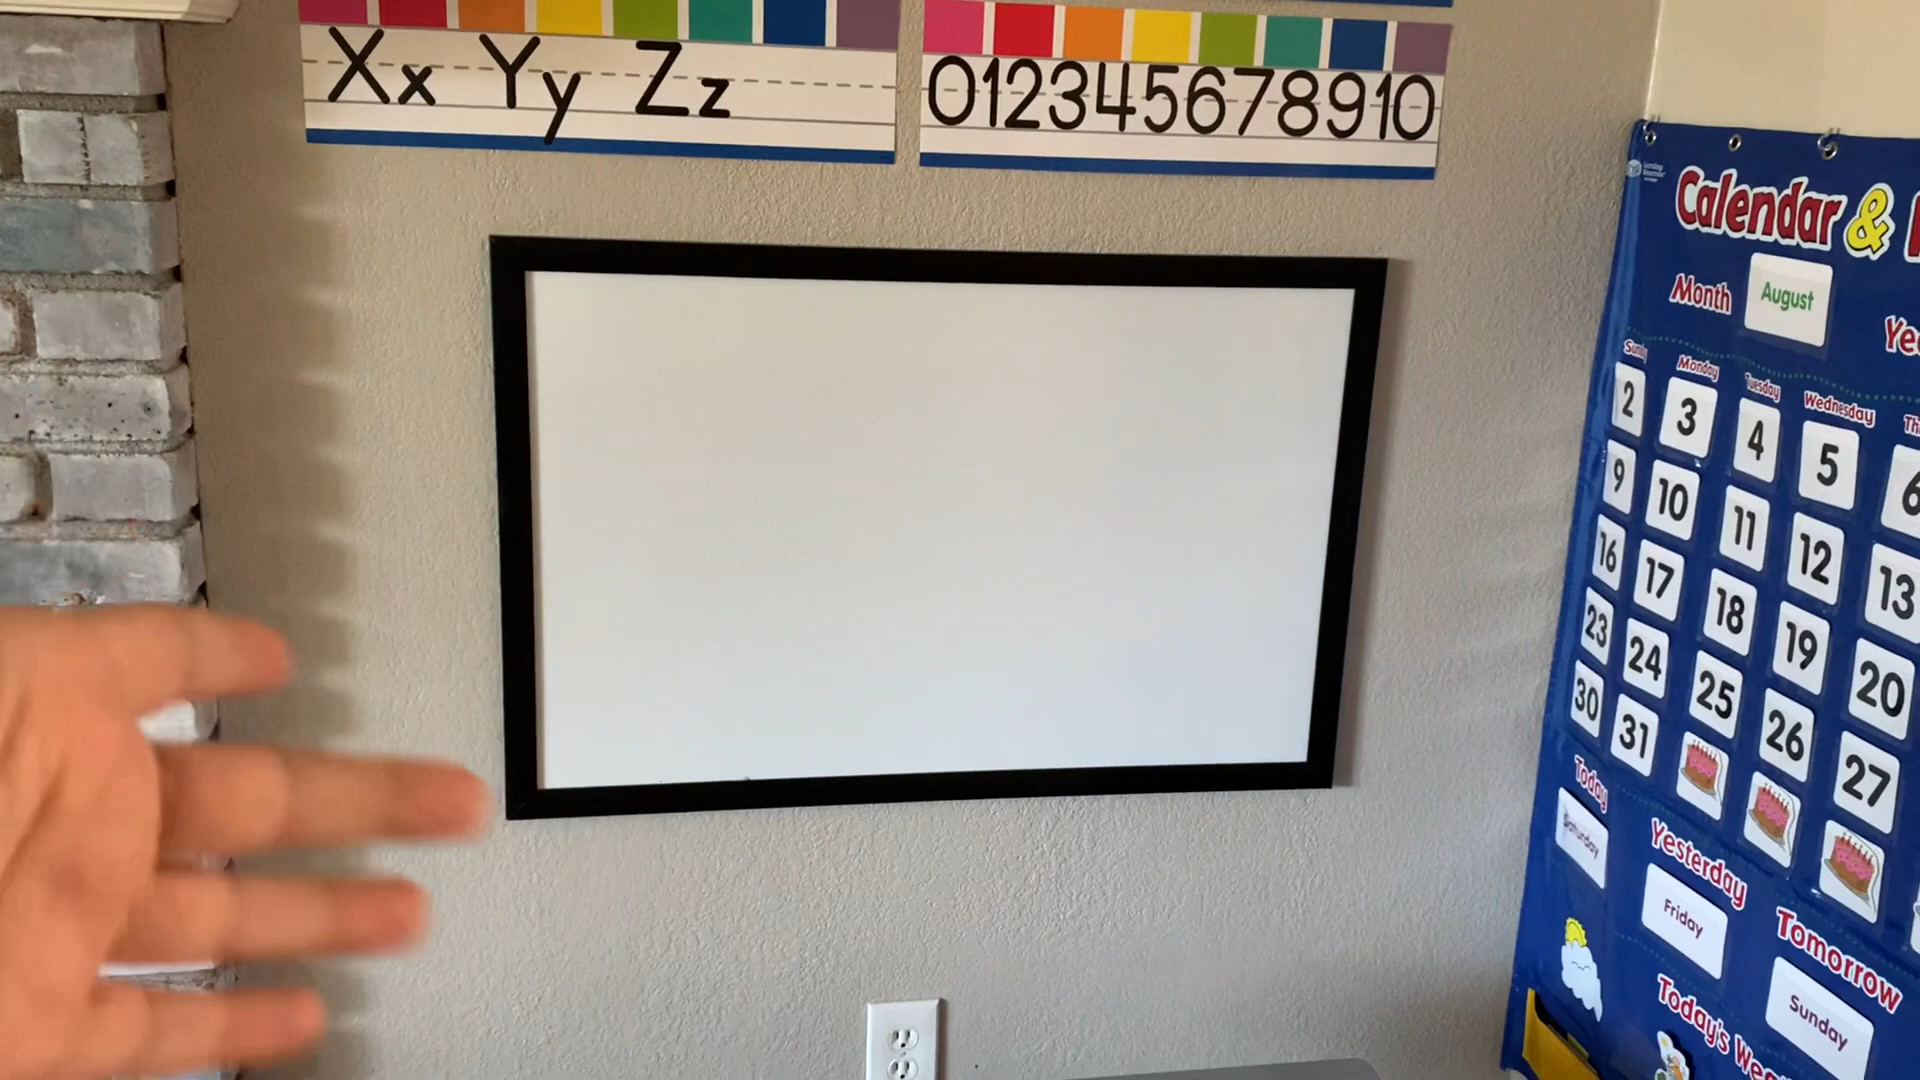 Xx Yy Zz
012345678910
Calendar &
Month August
Sunday Monday Tuesday Wednesday
2 3 4 5 6
9 10 11 12 13
16 17 18 19 20
23 24 25 26 27
30 31
Today
Saturday
Yesterday
Friday
Tomorrow
Sunday
Today's